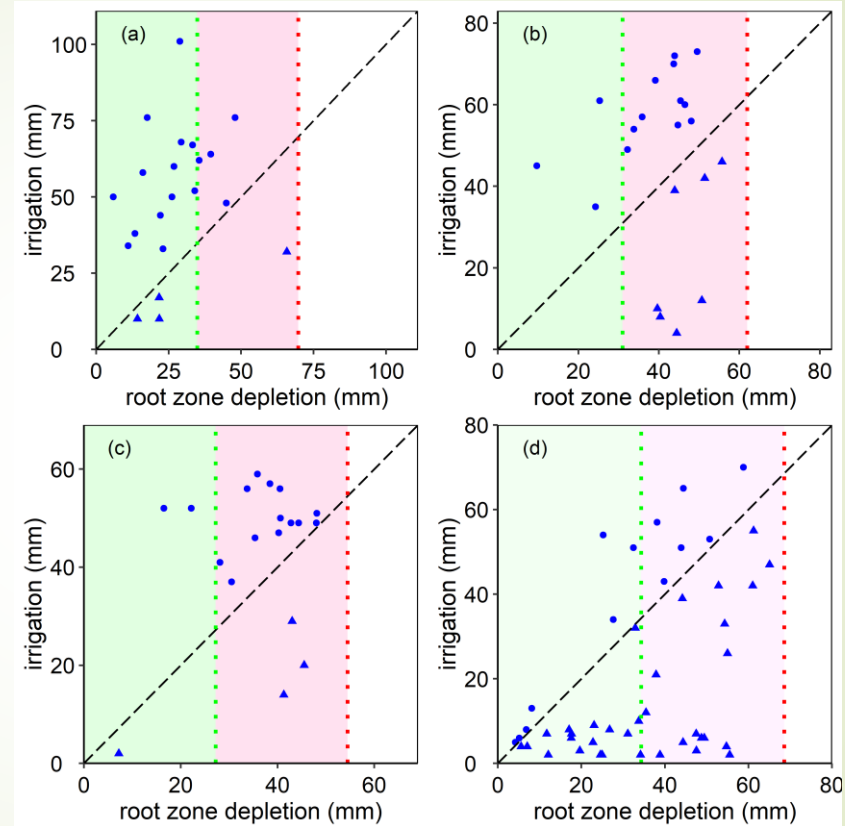 (a)
100
75
50
25
0
irrigation (mm)
0 25 50 75 100
root zone depletion (mm)
(b)
80
60
40
20
0
irrigation (mm)
0 20 40 60 80
root zone depletion (mm)
(c)
60
40
20
0
irrigation (mm)
0 20 40 60
root zone depletion (mm)
(d)
80
60
40
20
0
irrigation (mm)
0 20 40 60 80
root zone depletion (mm)